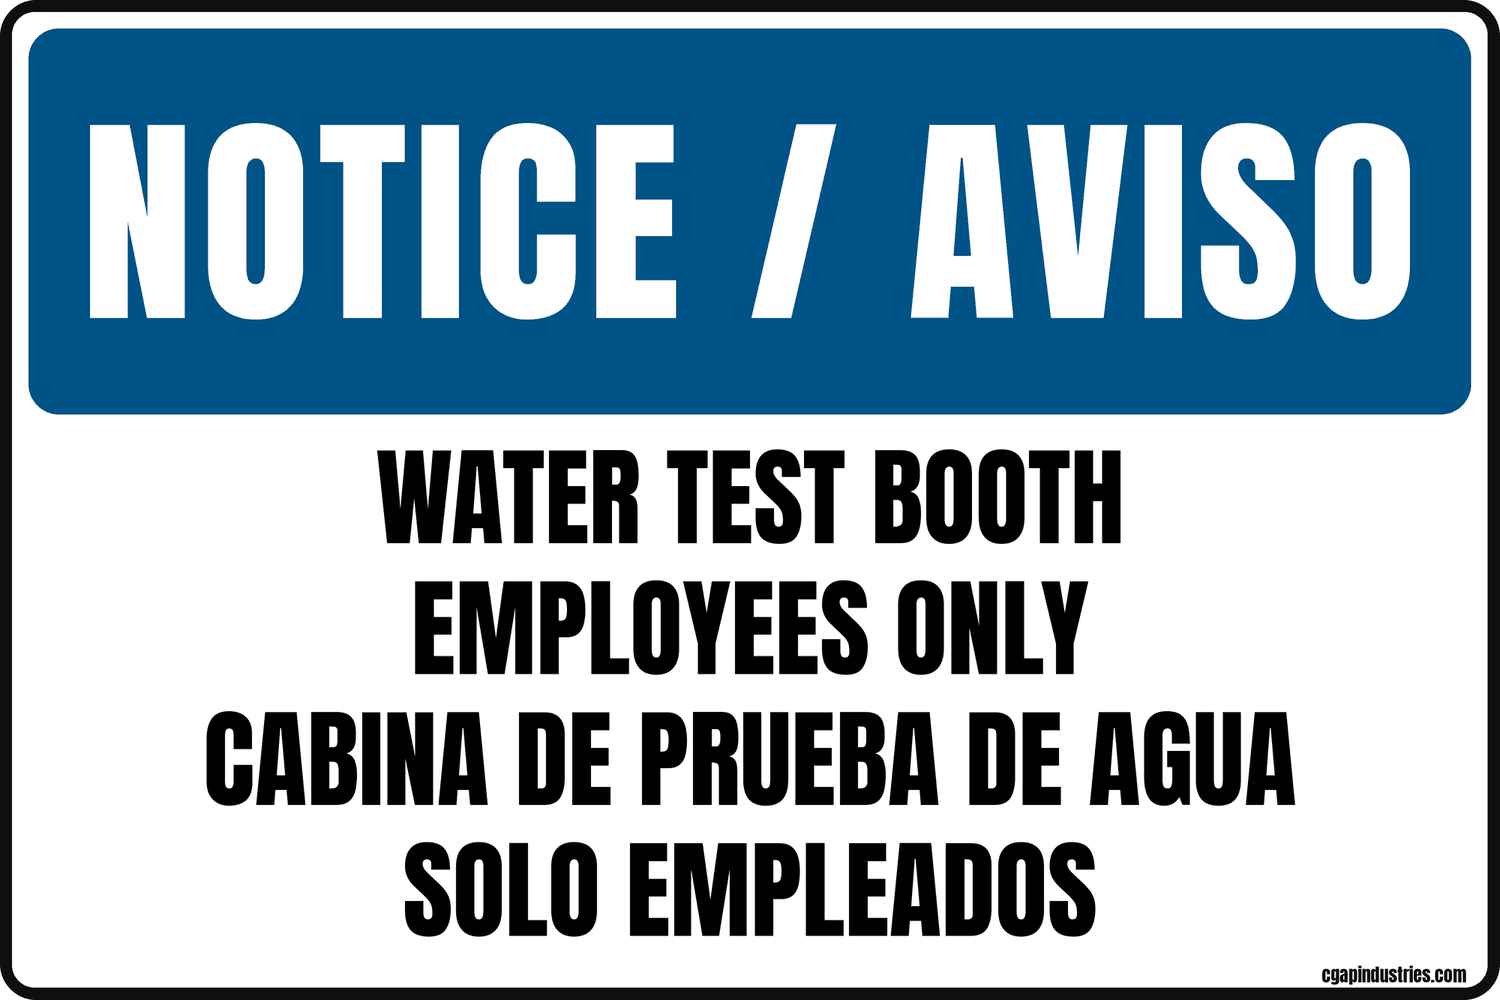 NOTICE / AVISO
WATER TEST BOOTH
EMPLOYEES ONLY
CABINA DE PRUEBA DE AGUA
SOLO EMPLEADOS
cgapindustries.com